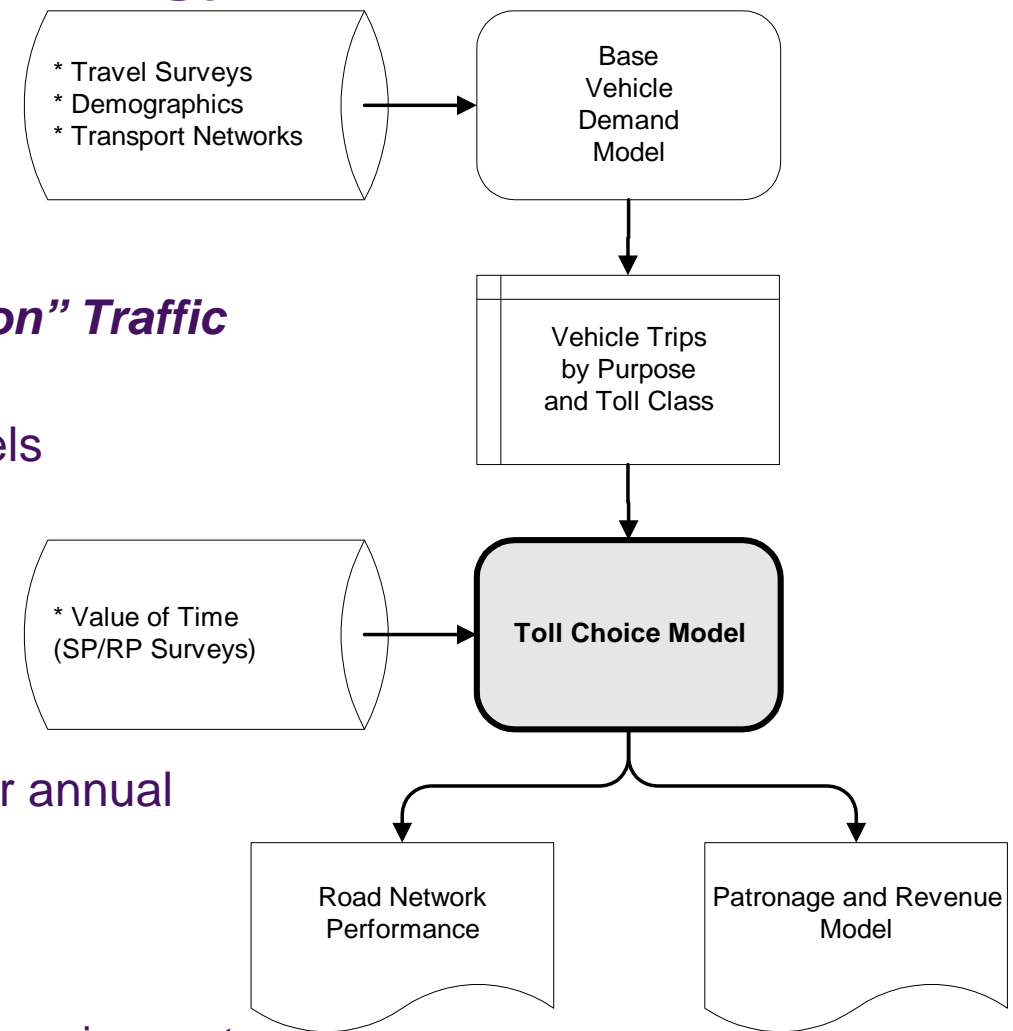 * Travel Surveys
* Demographics
* Transport Networks
Base
Vehicle
Demand
Model
on” Traffic
Vehicle Trips
by Purpose
and Toll Class
els
* Value of Time
(SP/RP Surveys)
Toll Choice Model
r annual
Road Network
Performance
Patronage and Revenue
Model